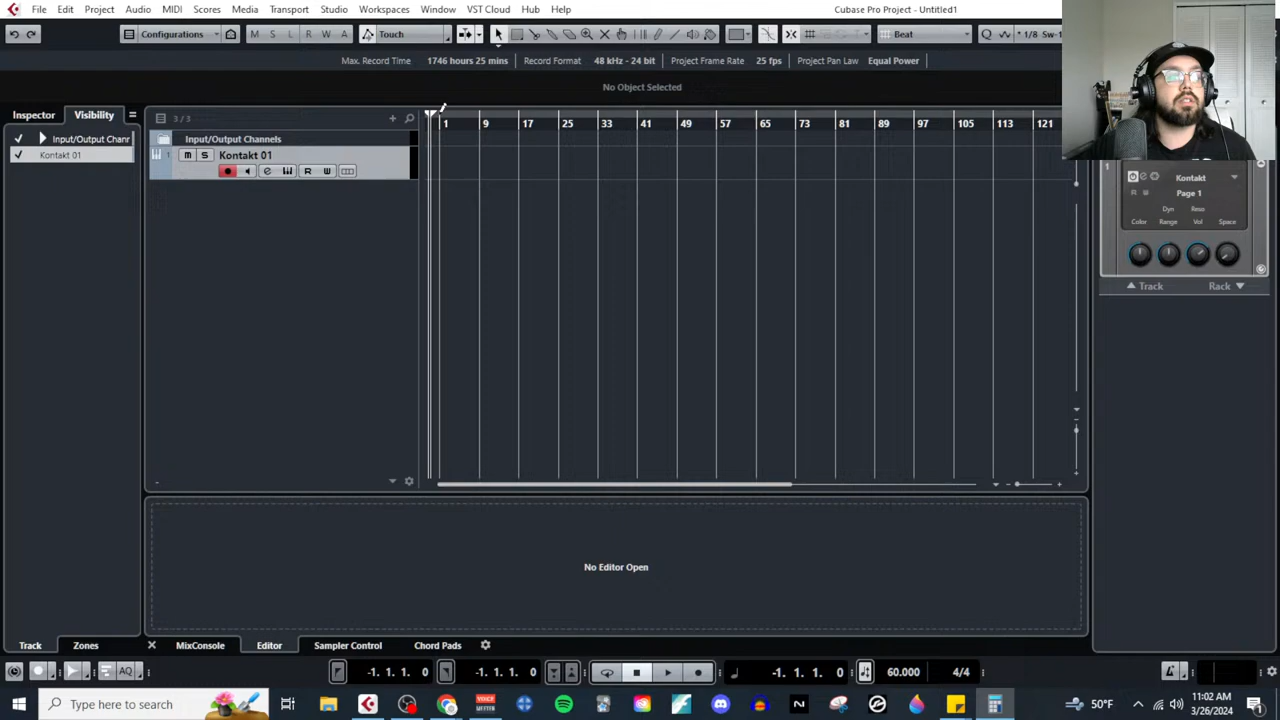 File Edit Project Audio MIDI Scores Media Transport Studio Workspaces Window VST Cloud Hub Help Cubase Pro Project - Untitled1
Configurations M S L R W A Touch Beat Q 1/8 Sw-1
Max. Record Time 1746 hours 25 mins Record Format 48 kHz - 24 bit Project Frame Rate 25 fps Project Pan Law Equal Power
No Object Selected
Inspector Visibility 3 / 3 + 1 9 17 25 33 41 49 57 65 73 81 89 97 105 113 121
Input/Output Chanr Input/Output Channels
Kontakt 01 1 m S Kontakt 01
e R W
1 Kontakt
R W Page 1
Dyn Reso
Color Range Vol Space
Track Rack
No Editor Open
Track Zones MixConsole Editor Sampler Control Chord Pads
AQ -1. 1. 1. 0 -1. 1. 1. 0 -1. 1. 1. 0 60.000 4/4
Type here to search 50°F 11:02 AM
3/26/2024